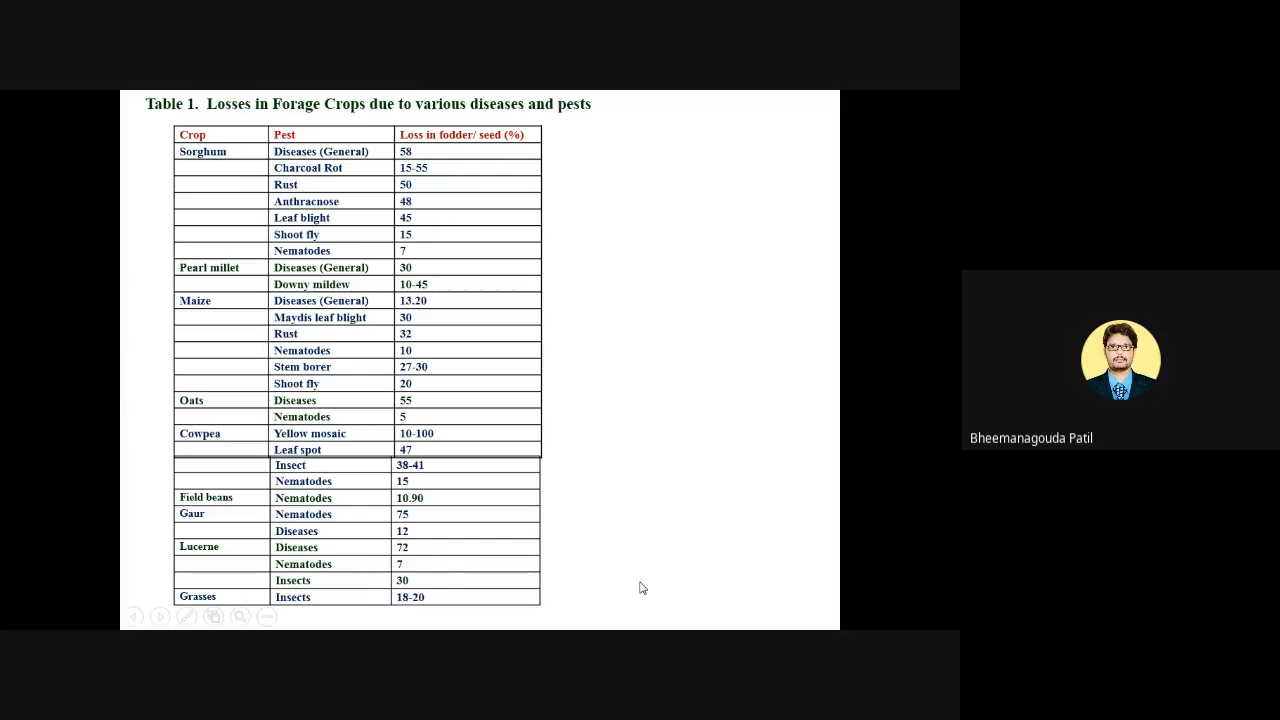 Table 1. Losses in Forage Crops due to various diseases and pests
Crop Pest Loss in fodder/ seed (%)
Sorghum Diseases (General) 58
Charcoal Rot 15-55
Rust 50
Anthracnose 48
Leaf blight 45
Shoot fly 15
Nematodes 7
Pearl millet Diseases (General) 30
Downy mildew 10-45
Maize Diseases (General) 13.20
Maydis leaf blight 30
Rust 32
Nematodes 10
Stem borer 27-30
Shoot fly 20
Oats Diseases 55
Nematodes 5
Cowpea Yellow mosaic 10-100
Leaf spot 47
Insect 38-41
Nematodes 15
Field beans Nematodes 10.90
Gaur Nematodes 75
Diseases 12
Lucerne Diseases 72
Nematodes 7
Insects 30
Grasses Insects 18-20
Bheemanagouda Patil